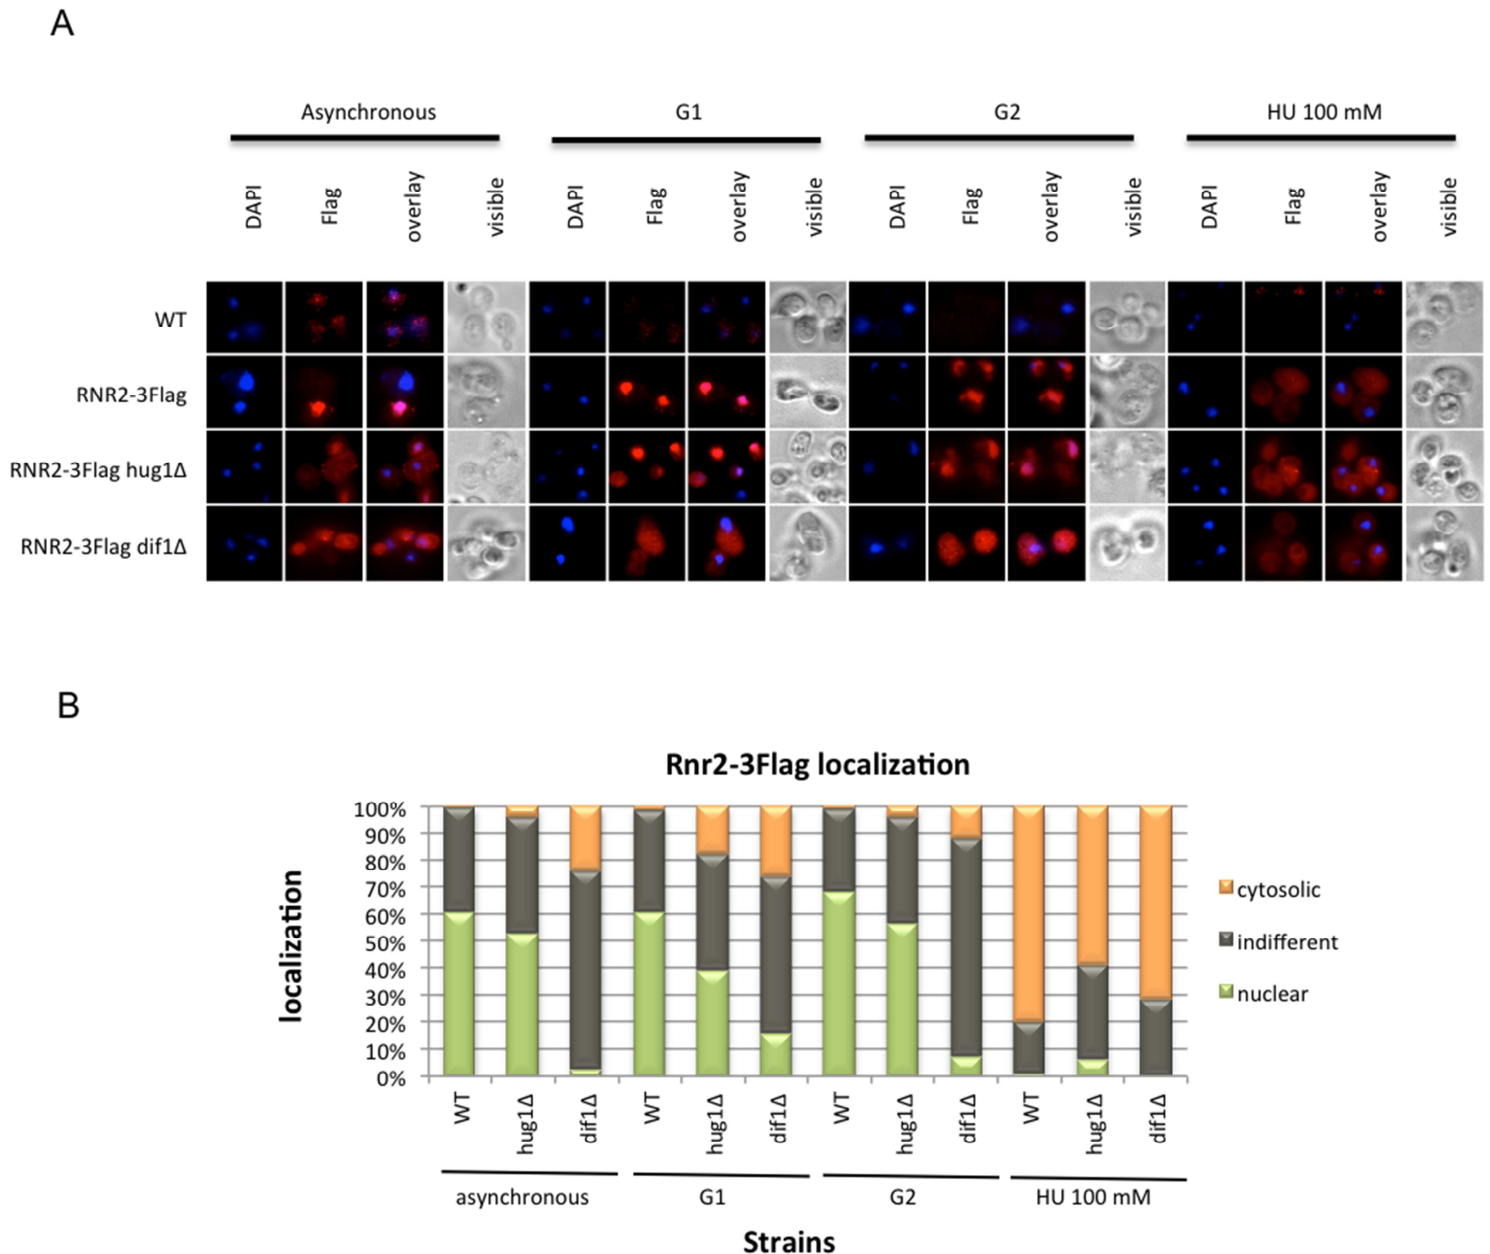 A
Asynchronous G1 G2 HU 100 mM
DAPI Flag overlay visible DAPI Flag overlay visible DAPI Flag overlay visible DAPI Flag overlay visible
WT
RNR2-3Flag
RNR2-3Flag hug1Δ
RNR2-3Flag dif1Δ
B
Rnr2-3Flag localization
100%
90%
80%
70%
60%
50%
40%
30%
20%
10%
0%
localization
cytosolic
indifferent
nuclear
WT hug1Δ dif1Δ WT hug1Δ dif1Δ WT hug1Δ dif1Δ WT hug1Δ dif1Δ
asynchronous G1 G2 HU 100 mM
Strains